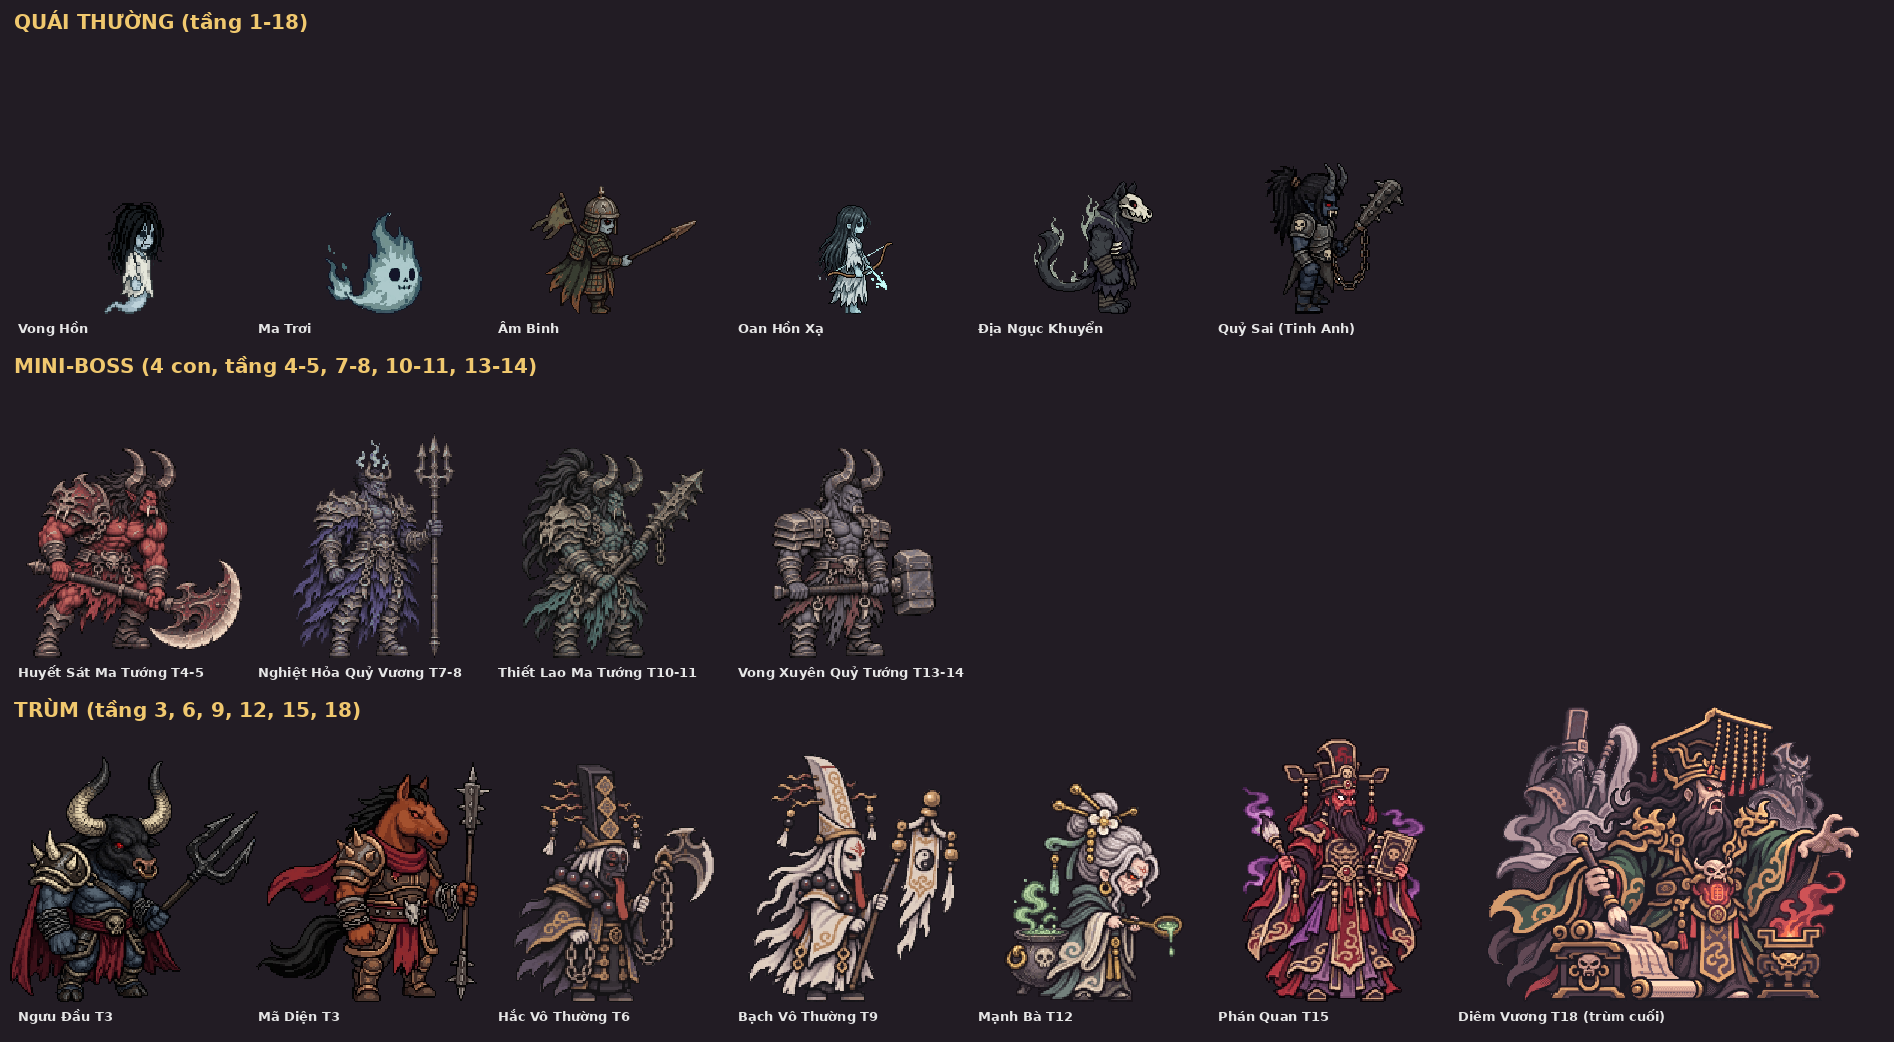 QUÁI THƯỜNG (tầng 1-18)
Vong Hồn
Ma Trơi
Âm Binh
Oan Hồn Xạ
Địa Ngục Khuyển
Quỷ Sai (Tinh Anh)
MINI-BOSS (4 con, tầng 4-5, 7-8, 10-11, 13-14)
Huyết Sát Ma Tướng T4-5
Nghiệt Hỏa Quỷ Vương T7-8
Thiết Lao Ma Tướng T10-11
Vong Xuyên Quỷ Tướng T13-14
TRÙM (tầng 3, 6, 9, 12, 15, 18)
Ngưu Đầu T3
Mã Diện T3
Hắc Vô Thường T6
Bạch Vô Thường T9
Mạnh Bà T12
Phán Quan T15
Diêm Vương T18 (trùm cuối)